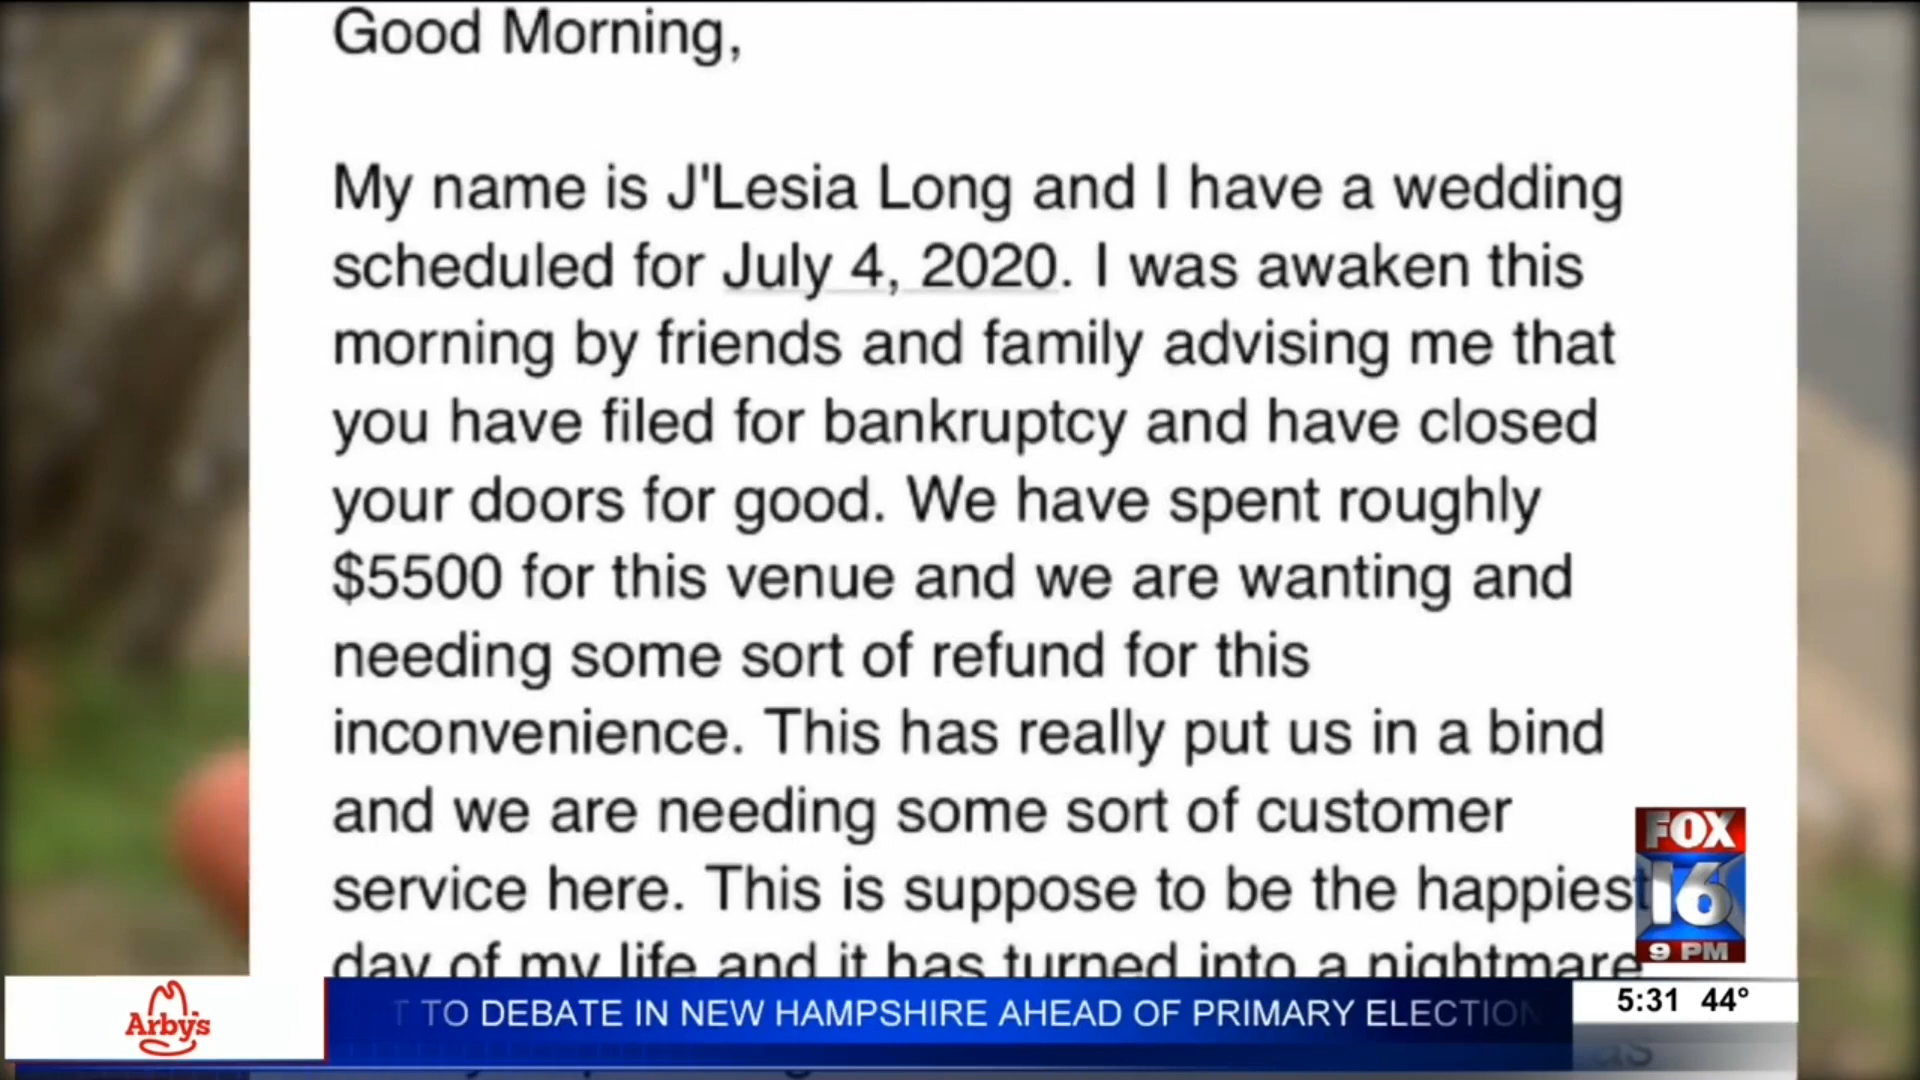 Good Morning,
My name is J'Lesia Long and I have a wedding
scheduled for July 4, 2020. I was awaken this
morning by friends and family advising me that
you have filed for bankruptcy and have closed
your doors for good. We have spent roughly
$5500 for this venue and we are wanting and
needing some sort of refund for this
inconvenience. This has really put us in a bind
and we are needing some sort of customer
service here. This is suppose to be the happiest
day of my life and it has turned into a nightmare
FOX
16
9 PM
Arby's
TO DEBATE IN NEW HAMPSHIRE AHEAD OF PRIMARY ELECTION
5:31 44°